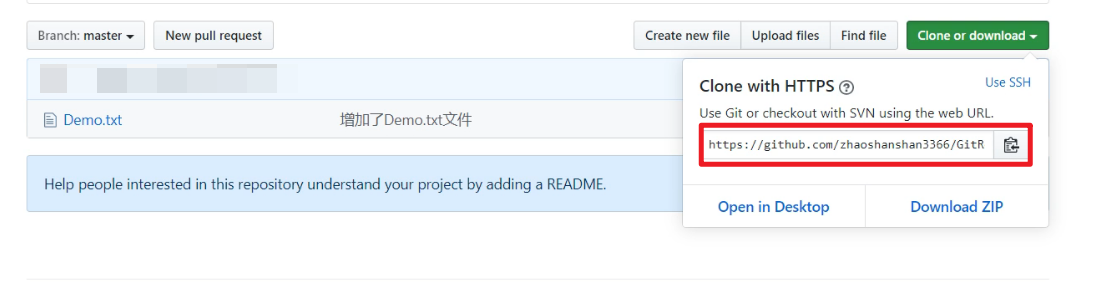 Branch: master New pull request Create new file Upload files Find file Clone or download
Clone with HTTPS ? Use SSH
Use Git or checkout with SVN using the web URL.
Demo.txt 增加了Demo.txt文件
https://github.com/zhaoshanshan3366/GitR
Help people interested in this repository understand your project by adding a README.
Open in Desktop Download ZIP